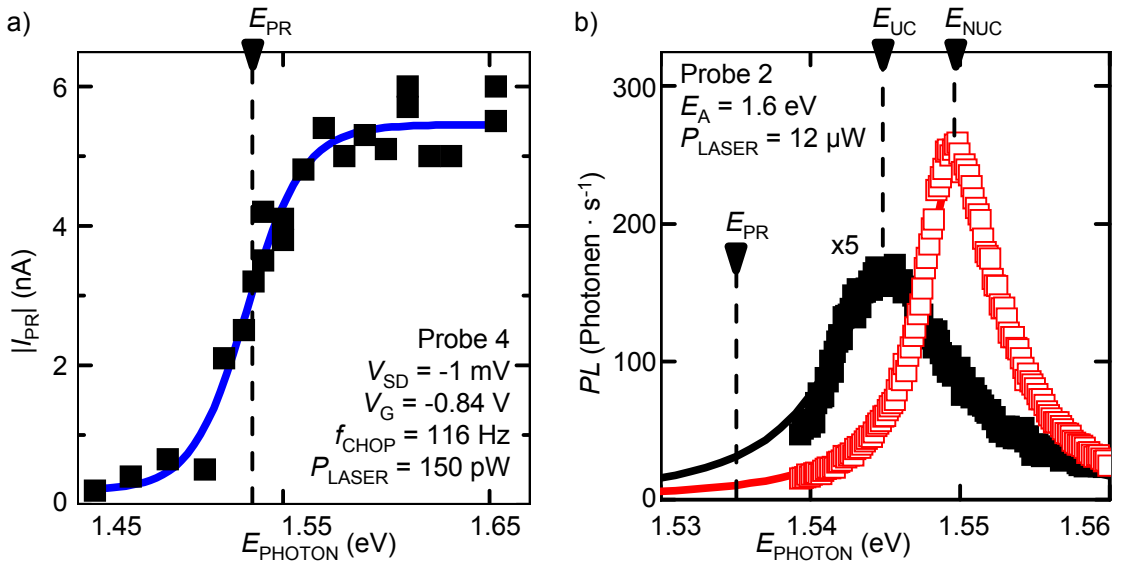 a)
E_PR
6
4
2
0
|I_PR| (nA)
Probe 4
V_SD = -1 mV
V_G = -0.84 V
f_CHOP = 116 Hz
P_LASER = 150 pW
1.45 1.55 1.65
E_PHOTON (eV)
b)
E_UC E_NUC
300
200
100
0
PL (Photonen · s⁻¹)
Probe 2
E_A = 1.6 eV
P_LASER = 12 µW
E_PR
x5
1.53 1.54 1.55 1.56
E_PHOTON (eV)